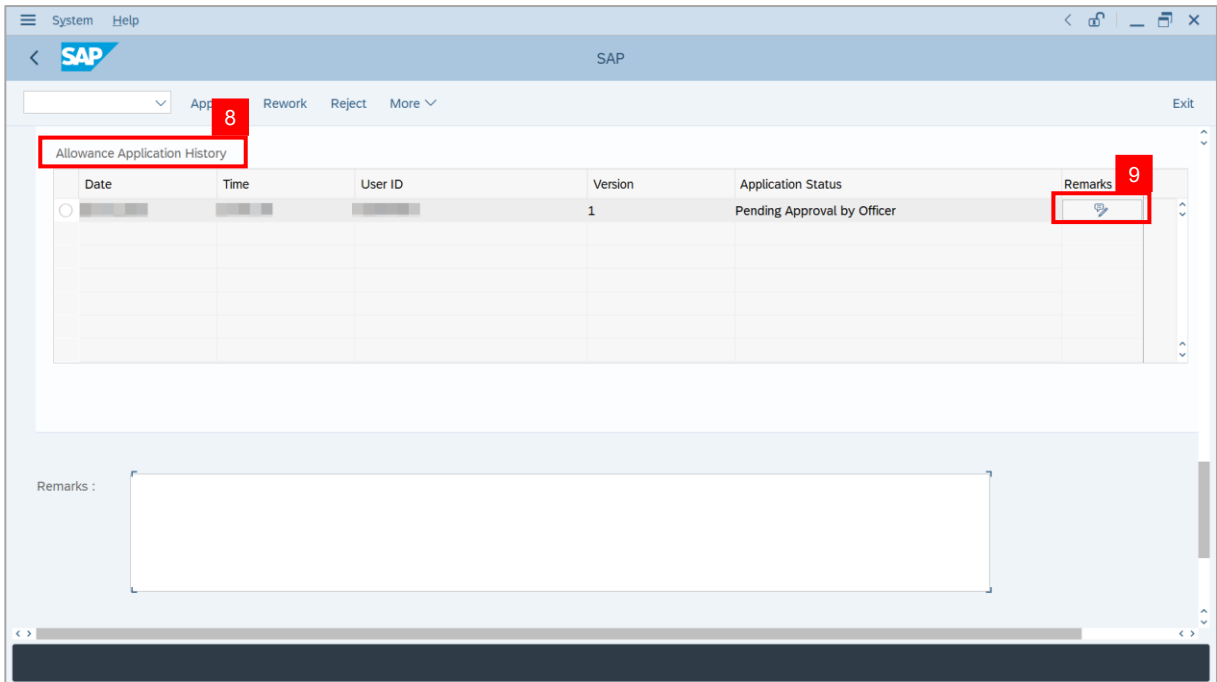 System Help
SAP
SAP
Rework Reject More Exit
8
Allowance Application History
9
Date Time User ID Version Application Status Remarks
1 Pending Approval by Officer
Remarks :